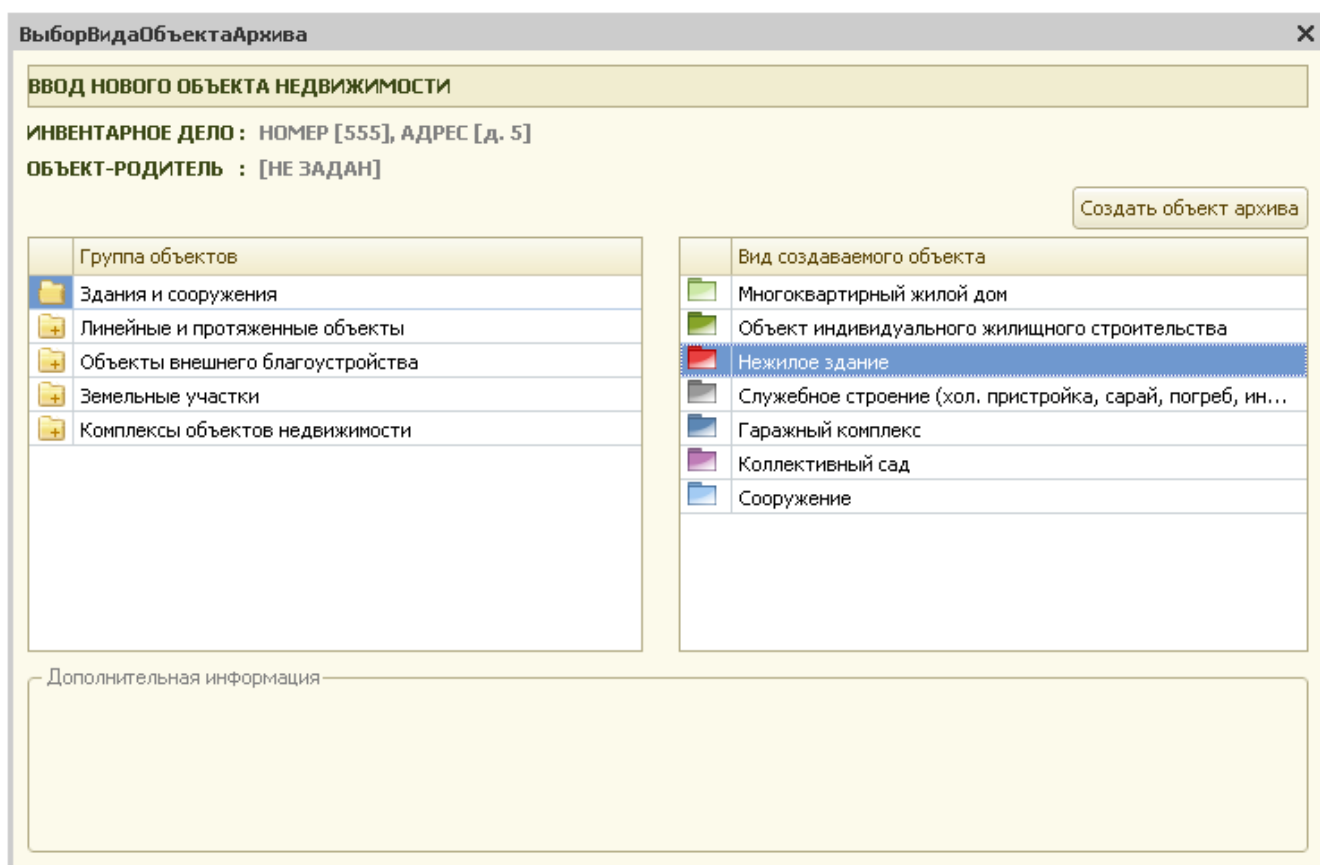 ВыборВидаОбъектаАрхива
ВВОД НОВОГО ОБЪЕКТА НЕДВИЖИМОСТИ
ИНВЕНТАРНОЕ ДЕЛО : НОМЕР [555], АДРЕС [д. 5]
ОБЪЕКТ-РОДИТЕЛЬ : [НЕ ЗАДАН]
Создать объект архива
Группа объектов
Здания и сооружения
Линейные и протяженные объекты
Объекты внешнего благоустройства
Земельные участки
Комплексы объектов недвижимости
Вид создаваемого объекта
Многоквартирный жилой дом
Объект индивидуального жилищного строительства
Нежилое здание
Служебное строение (хол. пристройка, сарай, погреб, ин...
Гаражный комплекс
Коллективный сад
Сооружение
Дополнительная информация